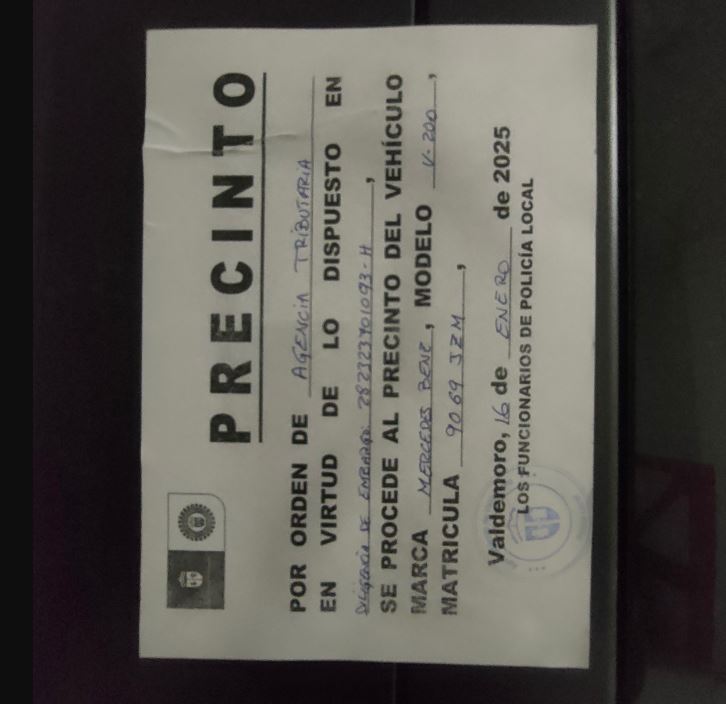 PRECINTO
POR ORDEN DE AGENCIA TRIBUTARIA
EN VIRTUD DE LO DISPUESTO EN
DILIGENCIA DE EMBARGO: 282323401093-H,
SE PROCEDE AL PRECINTO DEL VEHÍCULO
MARCA MERCEDES BENZ, MODELO V-200,
MATRICULA 9069 JZM,
Valdemoro, 16 de ENERO de 2025
LOS FUNCIONARIOS DE POLICÍA LOCAL